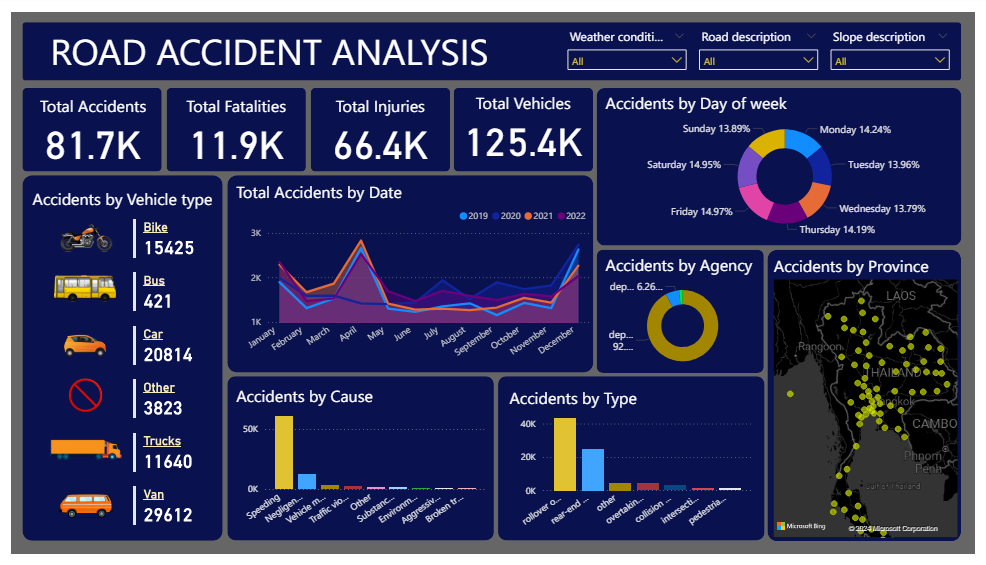 ROAD ACCIDENT ANALYSIS
Weather conditi...
All
Road description
All
Slope description
All
Total Accidents
81.7K
Total Fatalities
11.9K
Total Injuries
66.4K
Total Vehicles
125.4K
Accidents by Day of week
Sunday 13.89%
Monday 14.24%
Saturday 14.95%
Tuesday 13.96%
Friday 14.97%
Wednesday 13.79%
Thursday 14.19%
Accidents by Vehicle type
Bike
15425
Bus
421
Car
20814
Other
3823
Trucks
11640
Van
29612
Total Accidents by Date
2019 2020 2021 2022
3K
2K
1K
January
February
March
April
May
June
July
August
September
October
November
December
Accidents by Agency
dep... 6.26...
dep...
92....
Accidents by Province
LAOS
Rangoon
THAILAND
Bangkok
CAMBO
Phnom
Penh
Gulf of Thailand
Microsoft Bing
© 2024 Microsoft Corporation
Accidents by Cause
50K
0K
Speeding
Negligen...
Vehicle m...
Traffic vio...
Other
Substanc...
Environm...
Aggressiv...
Broken tr...
Accidents by Type
40K
20K
0K
rollover o...
rear-end ...
other
overtakin...
collision ...
intersecti...
pedestria...